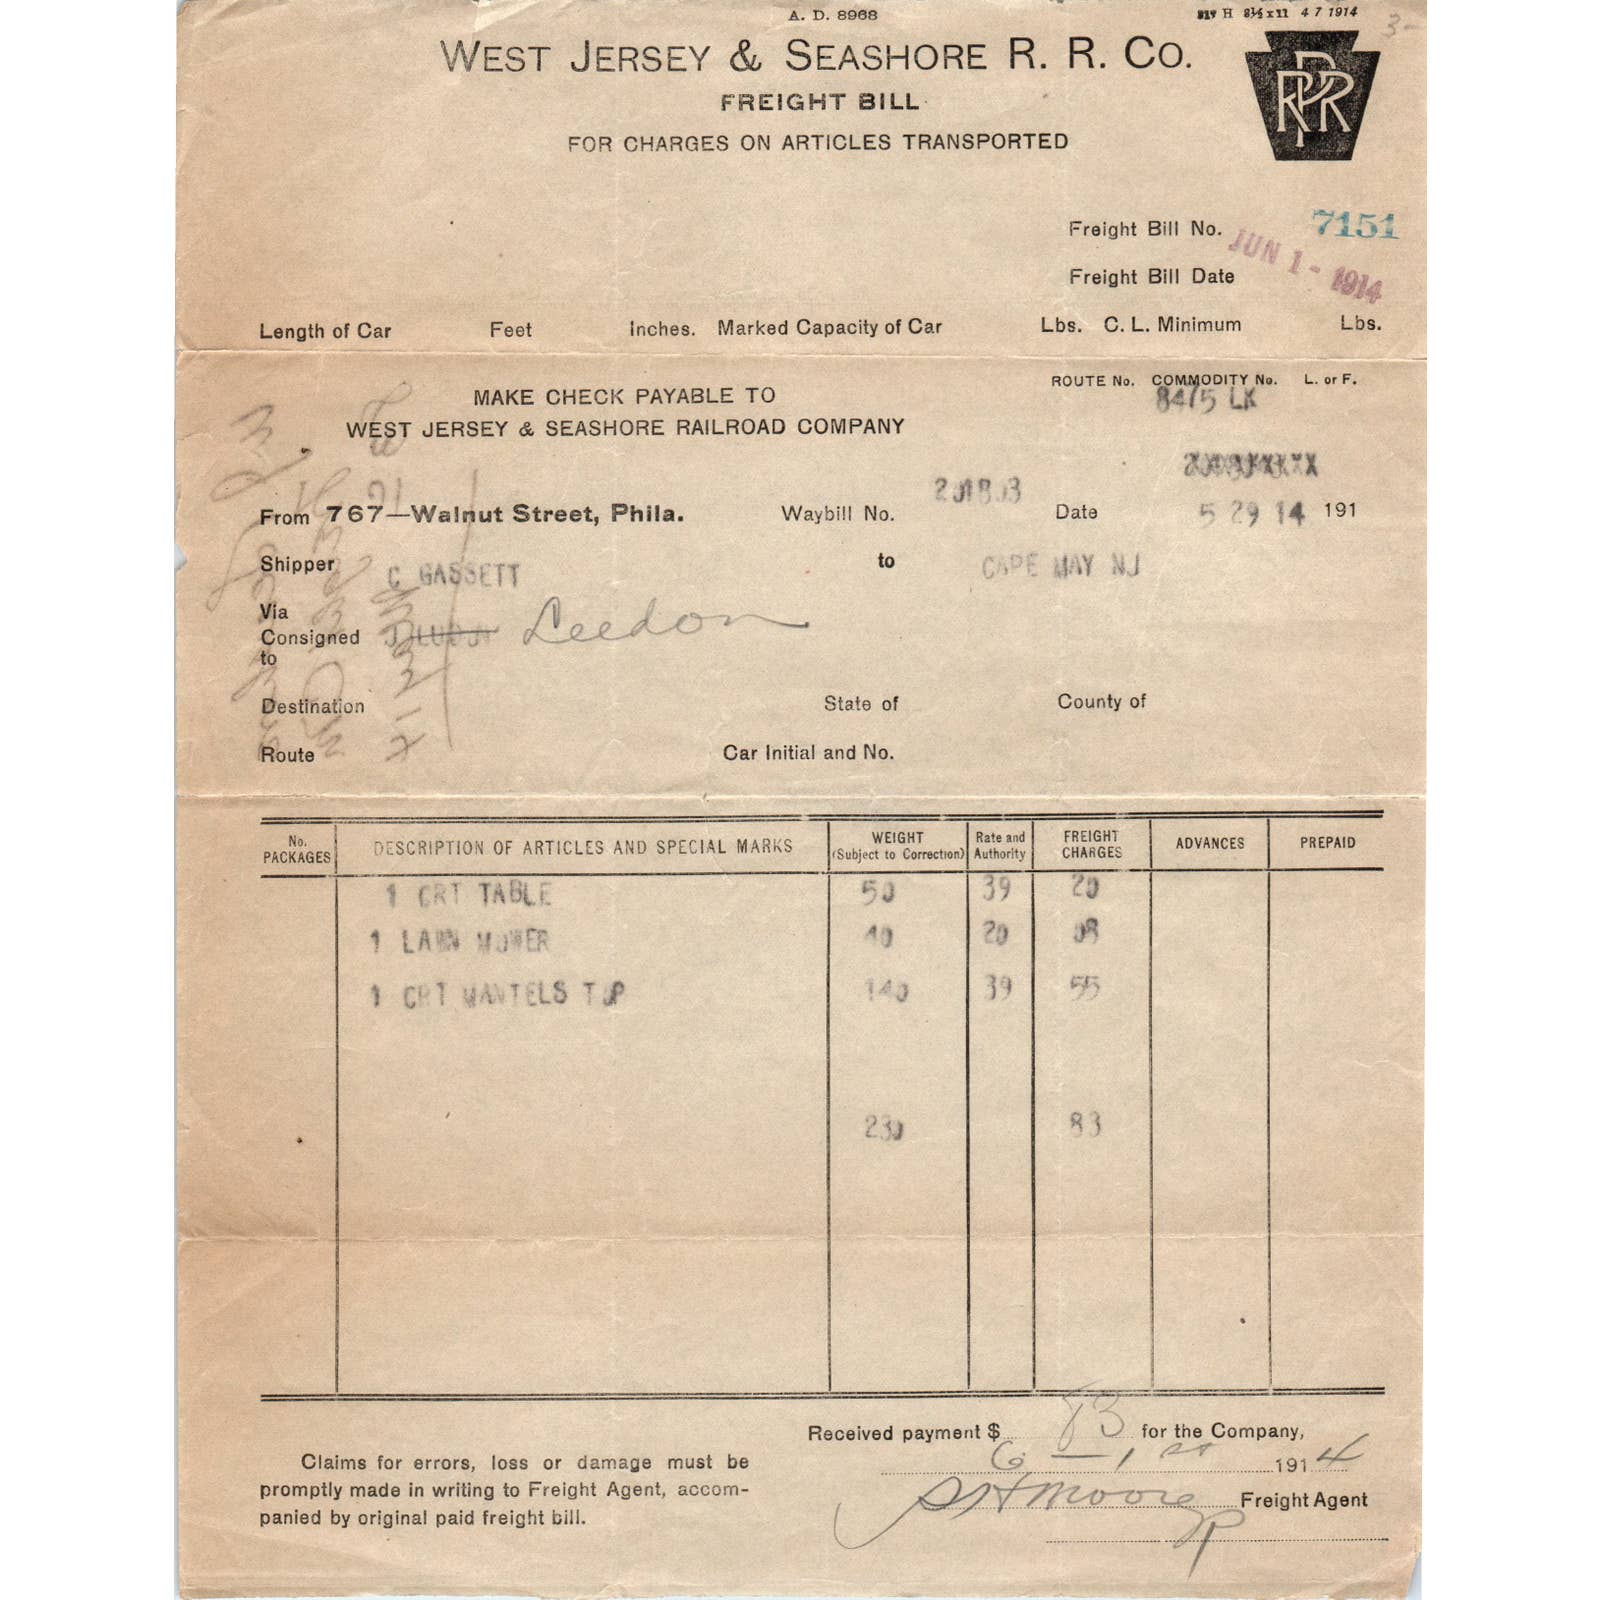 A. D. 8968
817 H 8½x11 4 7 1914
3-
WEST JERSEY & SEASHORE R. R. CO.
PRR
FREIGHT BILL
FOR CHARGES ON ARTICLES TRANSPORTED
Freight Bill No. 7151
JUN 1 - 1914
Freight Bill Date
Length of Car Feet Inches. Marked Capacity of Car Lbs. C. L. Minimum Lbs.
ROUTE No. COMMODITY No. L. or F.
8475 LK
MAKE CHECK PAYABLE TO
WEST JERSEY & SEASHORE RAILROAD COMPANY
From 767—Walnut Street, Phila. Waybill No. Date 5 29 14 191
Shipper C GASSETT to CAPE MAY NJ
Via
Consigned to Leedom
Destination State of County of
Route Car Initial and No.
No. PACKAGES DESCRIPTION OF ARTICLES AND SPECIAL MARKS WEIGHT (Subject to Correction) Rate and Authority FREIGHT CHARGES ADVANCES PREPAID
1 CRT TABLE 50 39 20
1 LAWN MOWER 40 20 08
1 CRT MANTELS TOP 140 39 55
230 83
Received payment $ 83 for the Company,
6 - 1 st 1914
S H Moore Freight Agent
P
Claims for errors, loss or damage must be
promptly made in writing to Freight Agent, accom-
panied by original paid freight bill.